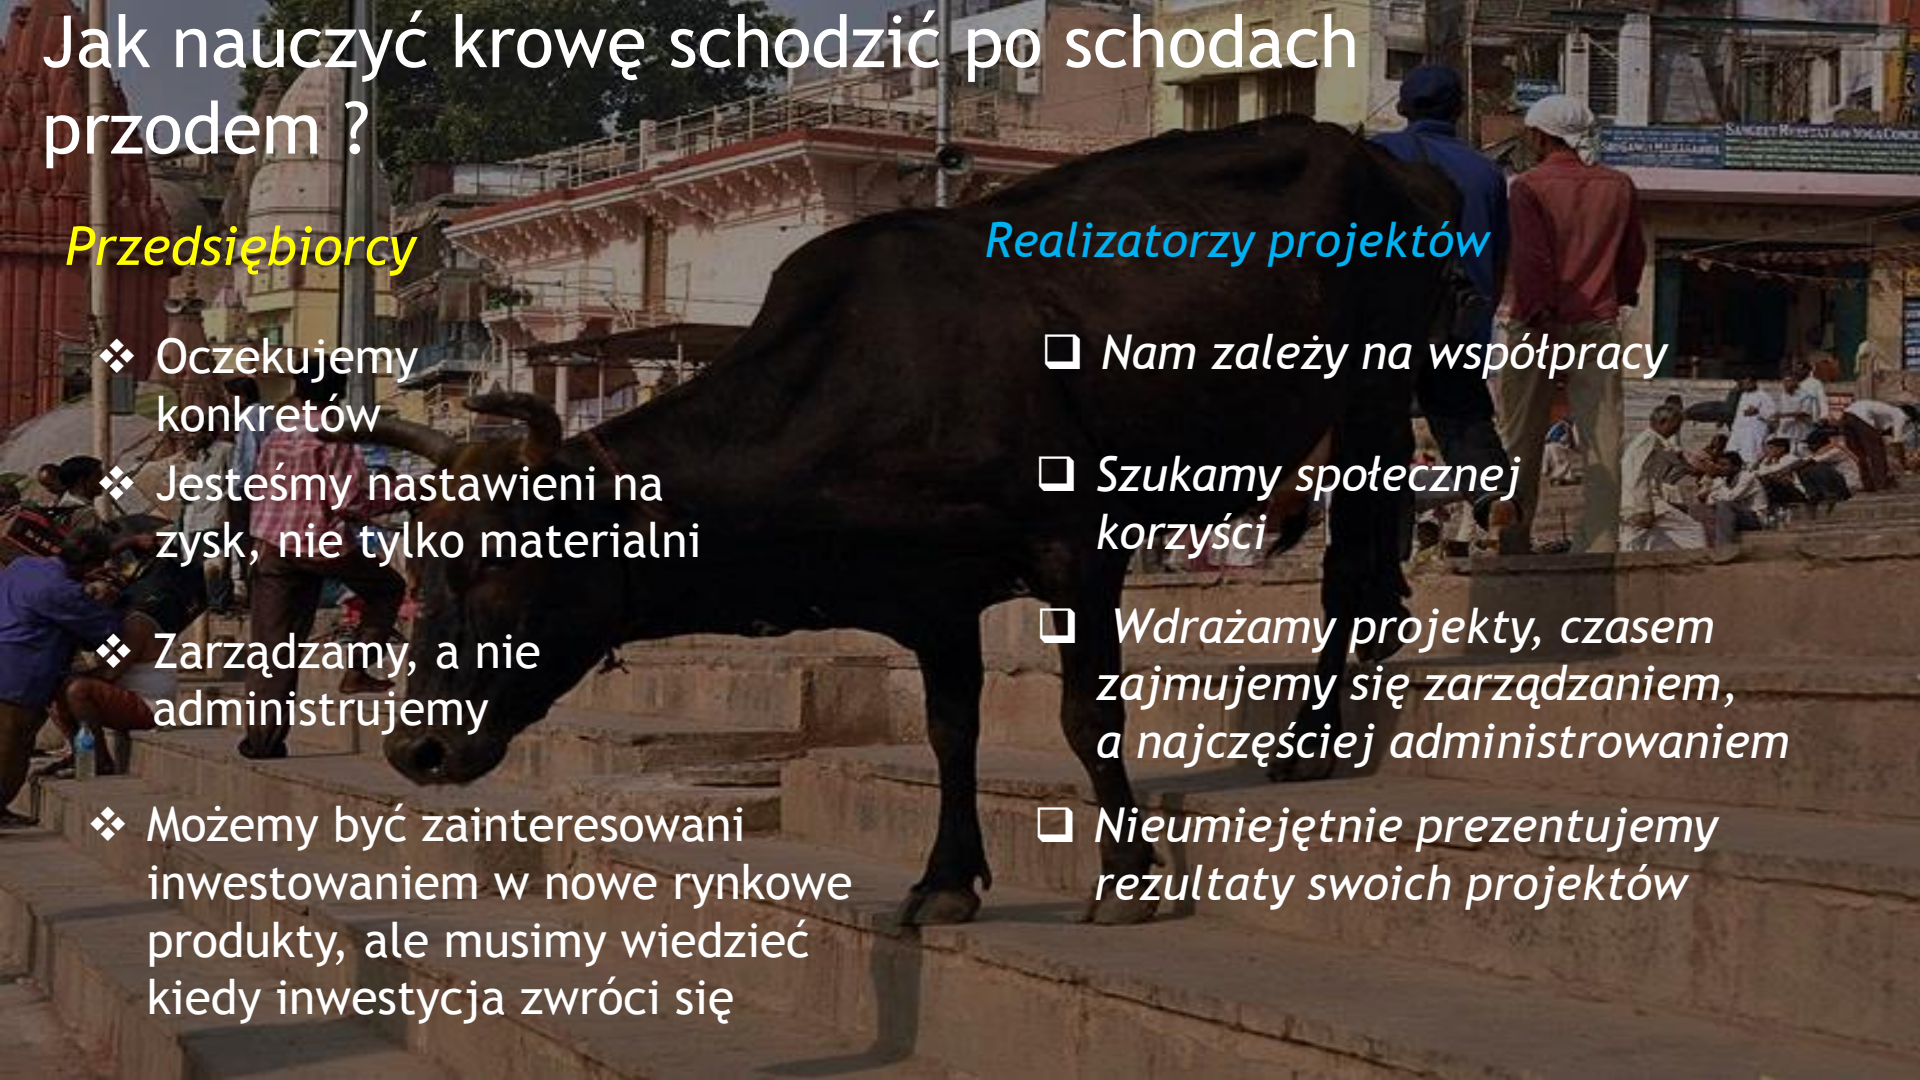 Jak nauczyć krowę schodzić po schodach
przodem ?
Przedsiębiorcy
❖ Oczekujemy
konkretów
❖ Jesteśmy nastawieni na
zysk, nie tylko materialni
❖ Zarządzamy, a nie
administrujemy
❖ Możemy być zainteresowani
inwestowaniem w nowe rynkowe
produkty, ale musimy wiedzieć
kiedy inwestycja zwróci się
Realizatorzy projektów
❑ Nam zależy na współpracy
❑ Szukamy społecznej
korzyści
❑ Wdrażamy projekty, czasem
zajmujemy się zarządzaniem,
a najczęściej administrowaniem
❑ Nieumiejętnie prezentujemy
rezultaty swoich projektów